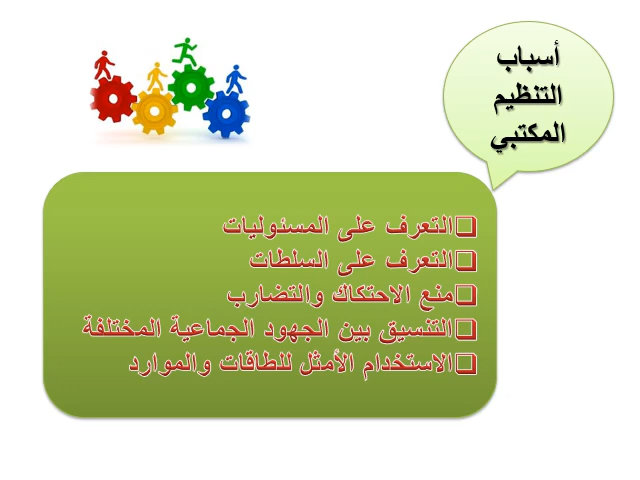 أسباب
التنظيم
المكتبي
التعرف على المسئوليات
التعرف على السلطات
منع الاحتكاك والتضارب
التنسيق بين الجهود الجماعية المختلفة
الاستخدام الأمثل للطاقات والموارد